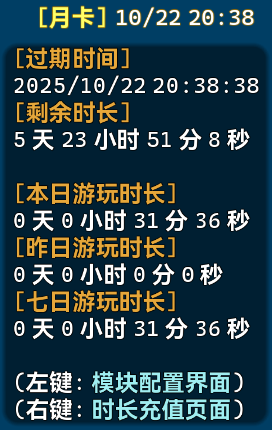 [月卡] 10/22 20:38
[过期时间]
2025/10/22 20:38:38
[剩余时长]
5 天 23 小时 51 分 8 秒
[本日游玩时长]
0 天 0 小时 31 分 36 秒
[昨日游玩时长]
0 天 0 小时 0 分 0 秒
[七日游玩时长]
0 天 0 小时 31 分 36 秒
(左键: 模块配置界面)
(右键: 时长充值页面)